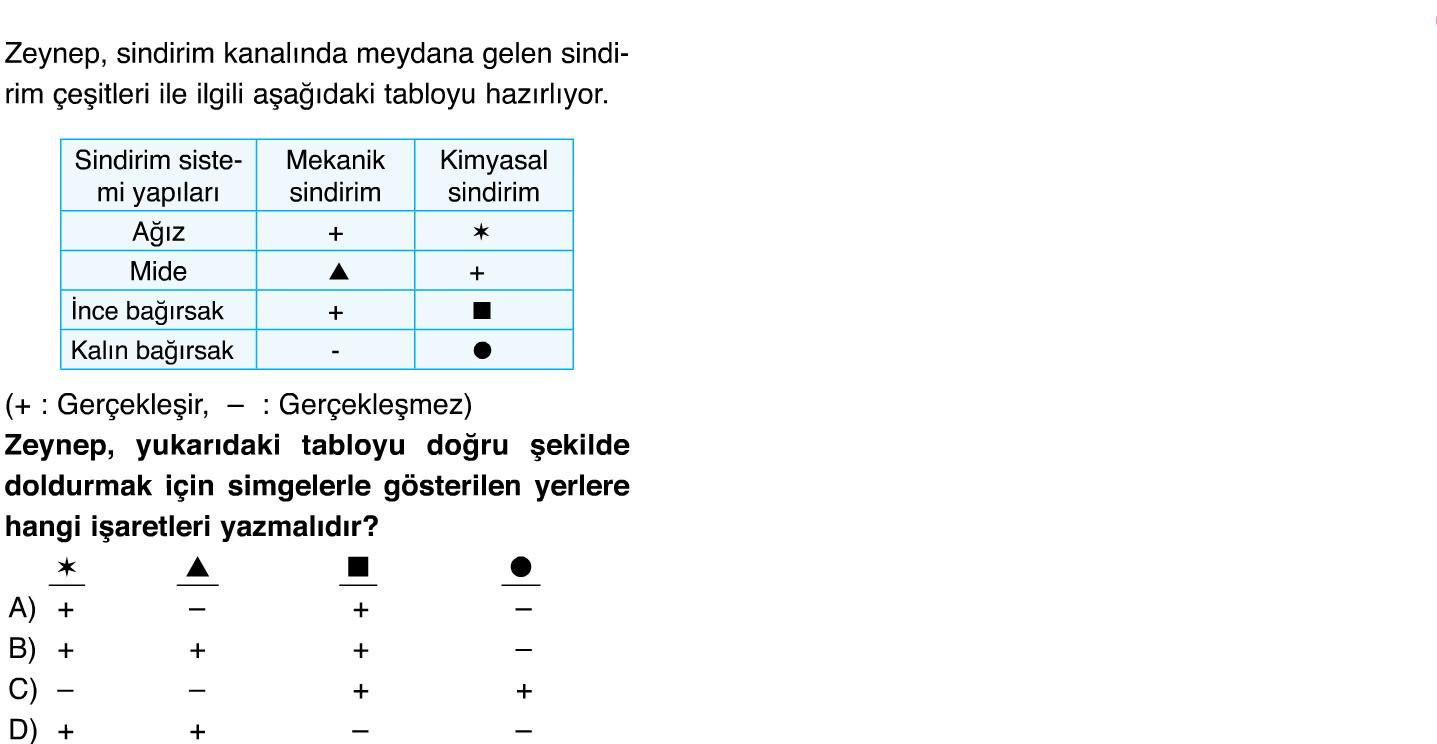 Zeynep, sindirim kanalında meydana gelen sindi-
rim çeşitleri ile ilgili aşağıdaki tabloyu hazırlıyor.
Sindirim siste- Mekanik Kimyasal
mi yapıları sindirim sindirim
Ağız + ✶
Mide ▲ +
İnce bağırsak + ■
Kalın bağırsak - ●
(+ : Gerçekleşir, – : Gerçekleşmez)
Zeynep, yukarıdaki tabloyu doğru şekilde
doldurmak için simgelerle gösterilen yerlere
hangi işaretleri yazmalıdır?
✶ ▲ ■ ●
A) + – + –
B) + + + –
C) – – + +
D) + + – –